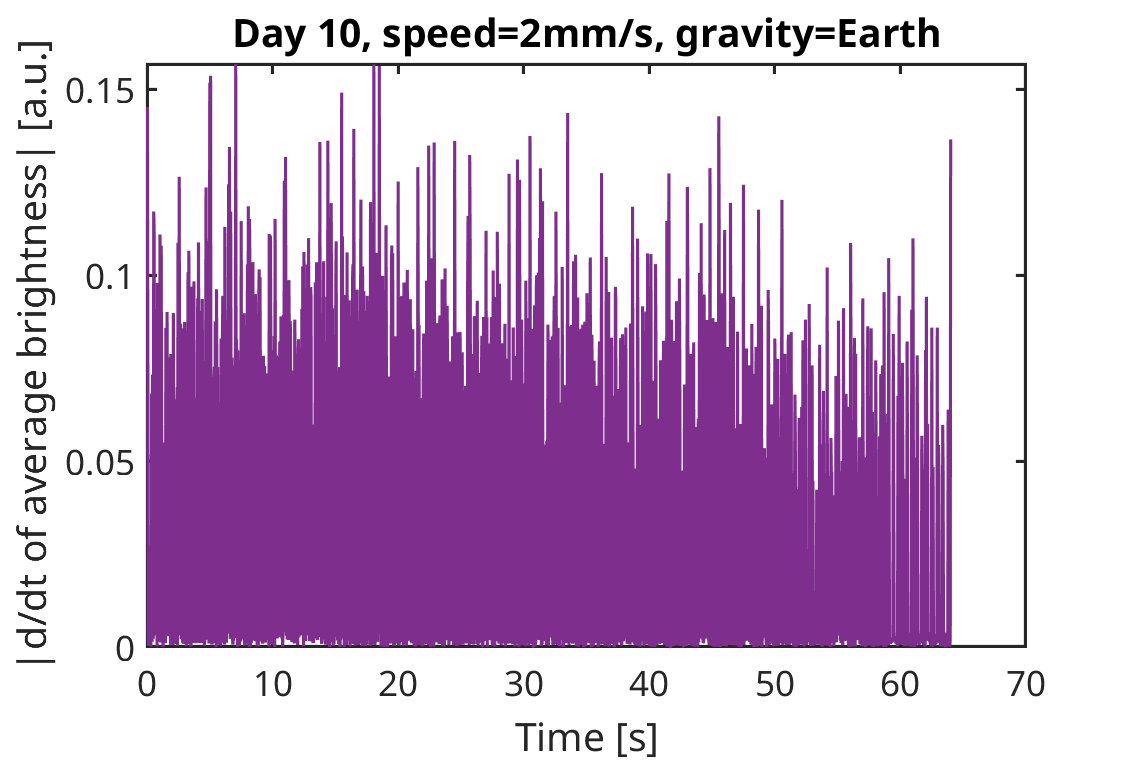 Day 10, speed=2mm/s, gravity=Earth
|d/dt of average brightness| [a.u.]
0.15
0.1
0.05
0
0 10 20 30 40 50 60 70
Time [s]